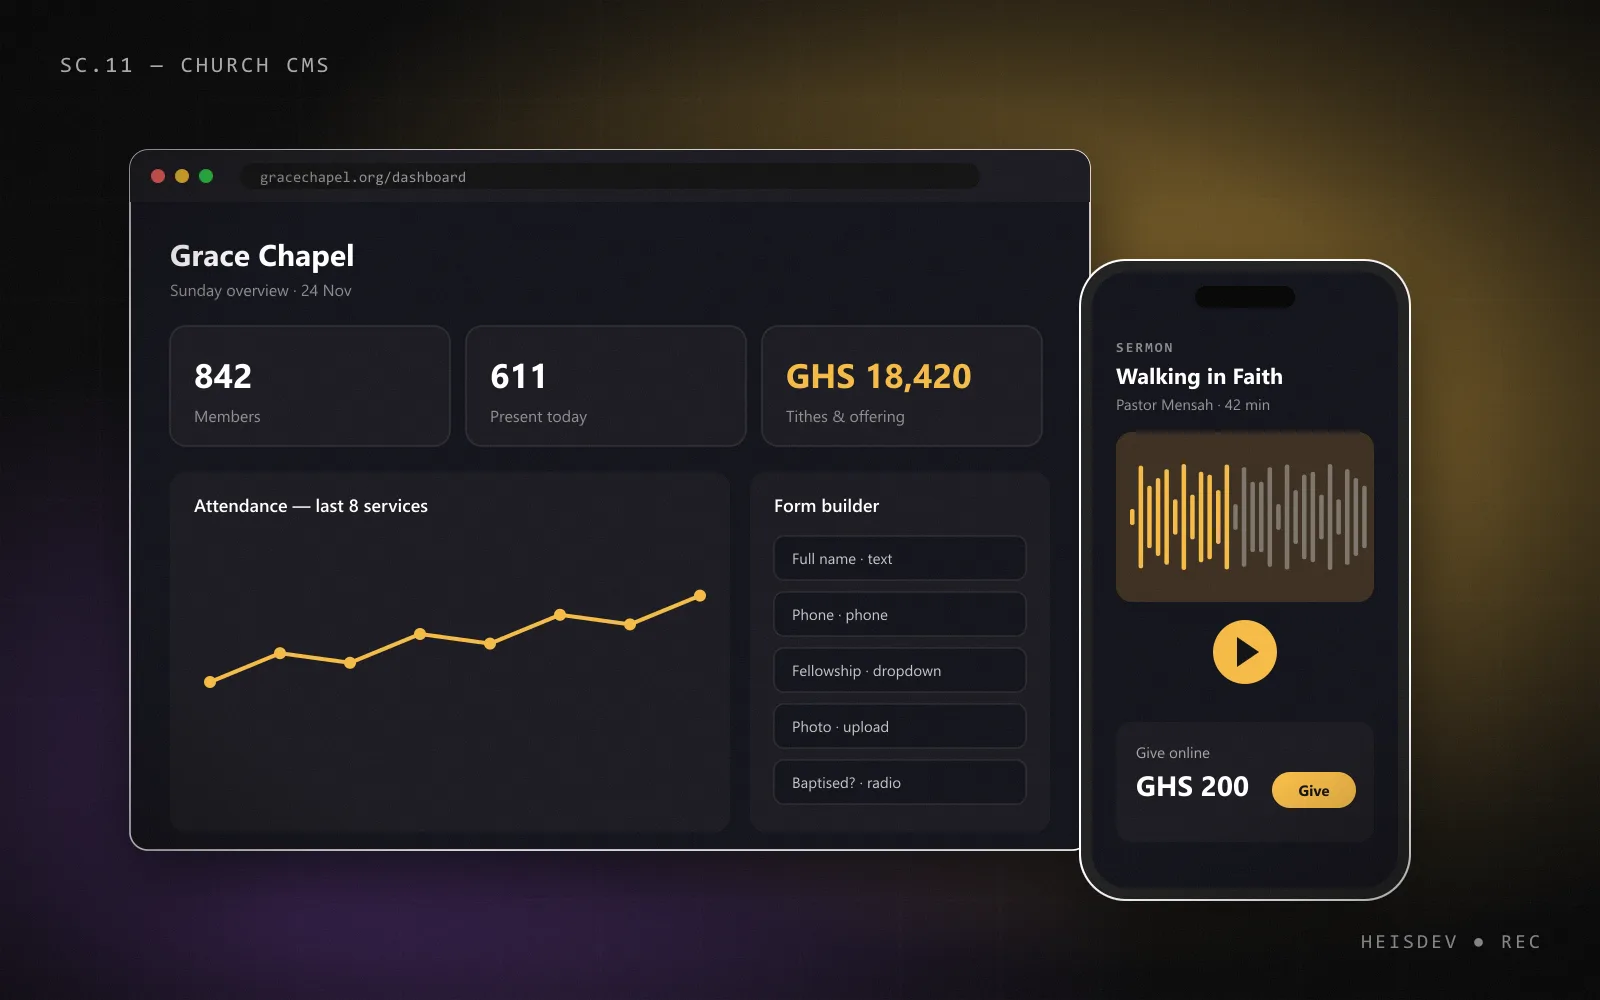 SC.11 — CHURCH CMS
gracechapel.org/dashboard
Grace Chapel
Sunday overview · 24 Nov
842
Members
611
Present today
GHS 18,420
Tithes & offering
Attendance — last 8 services
Form builder
Full name · text
Phone · phone
Fellowship · dropdown
Photo · upload
Baptised? · radio
SERMON
Walking in Faith
Pastor Mensah · 42 min
Give online
GHS 200
Give
HEISDEV ● REC